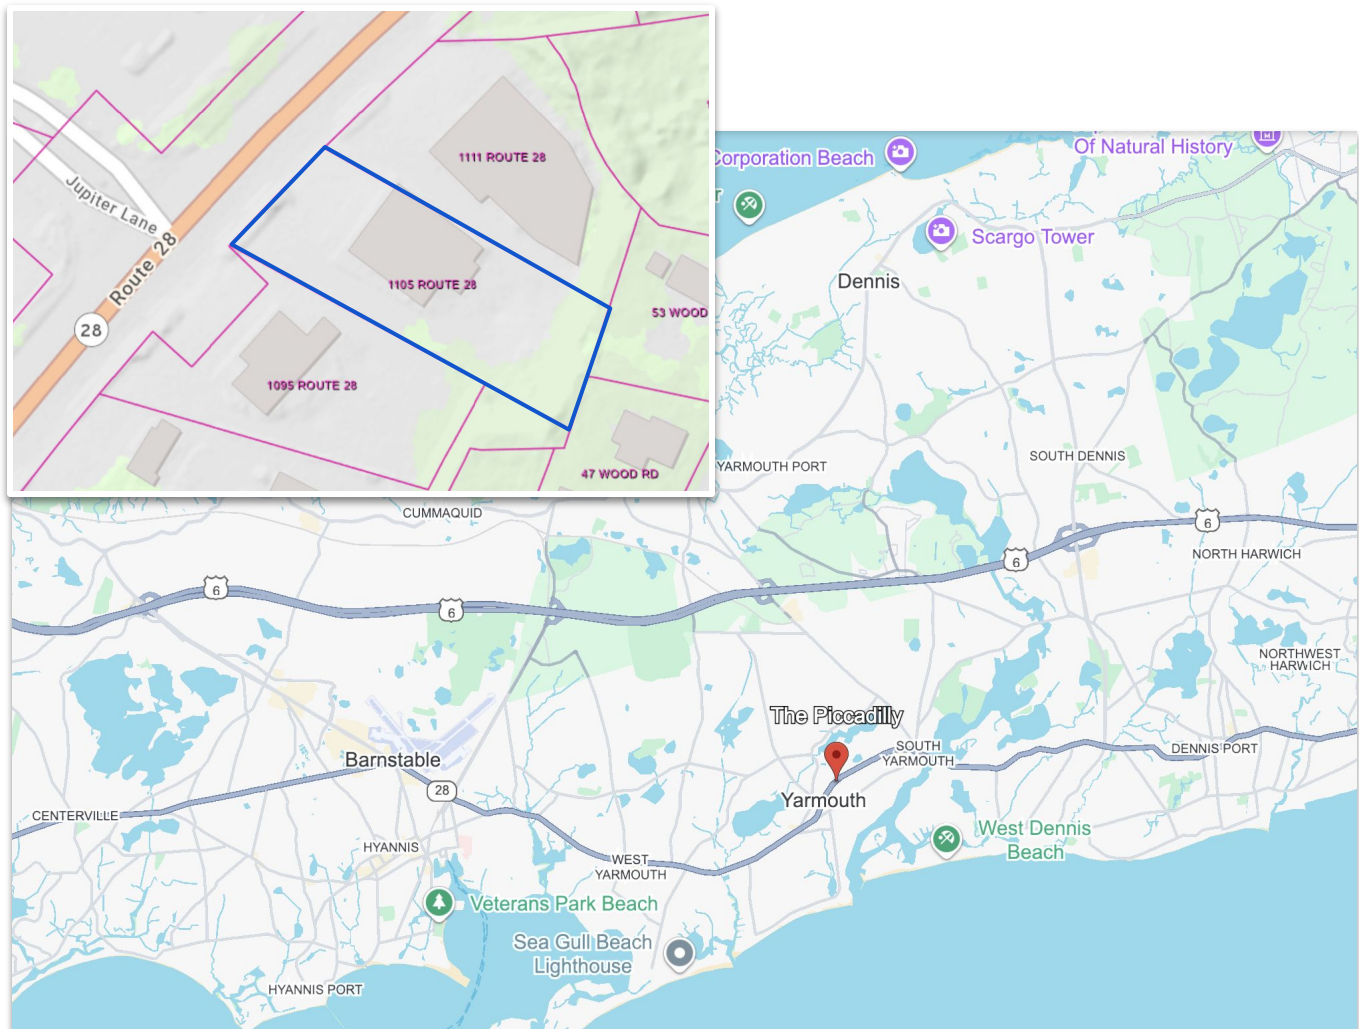 1111 ROUTE 28
Jupiter Lane
Route 28
1105 ROUTE 28
53 WOOD
28
1095 ROUTE 28
47 WOOD RD
Corporation Beach
Of Natural History
r
Scargo Tower
Dennis
YARMOUTH PORT
SOUTH DENNIS
CUMMAQUID
6
NORTH HARWICH
6
6
6
NORTHWEST
HARWICH
The Piccadilly
SOUTH
YARMOUTH
DENNIS PORT
Barnstable
28
Yarmouth
CENTERVILLE
West Dennis
Beach
HYANNIS
WEST
YARMOUTH
Veterans Park Beach
Sea Gull Beach
Lighthouse
HYANNIS PORT